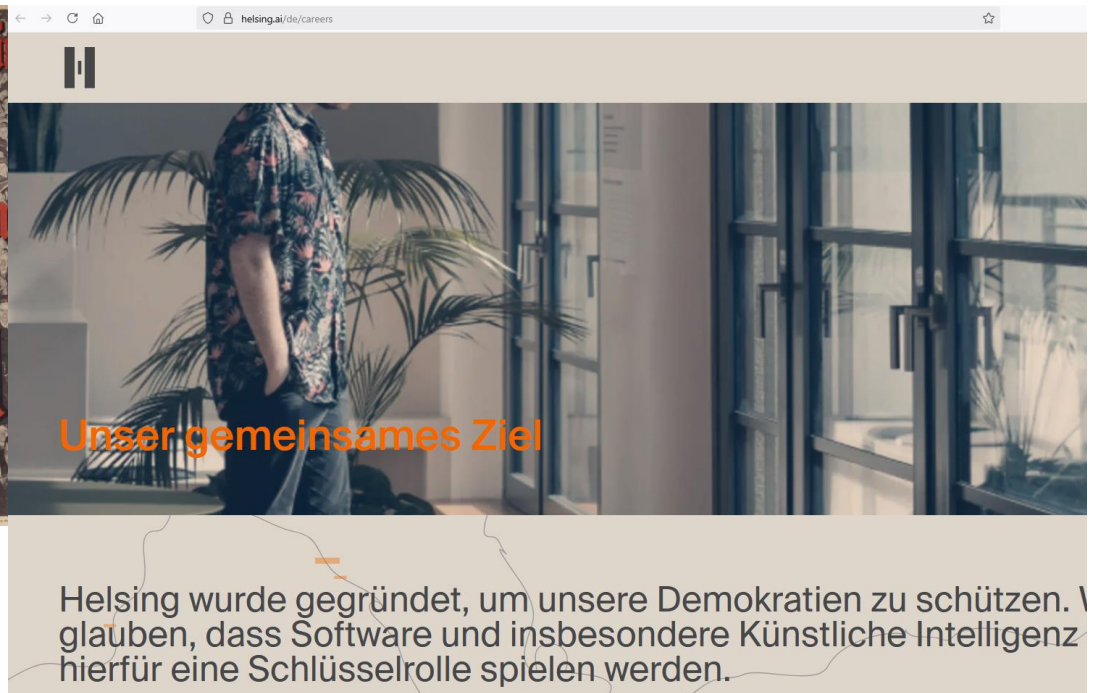 helsing.ai/de/careers
Unser gemeinsames Ziel
Helsing wurde gegründet, um unsere Demokratien zu schützen.
glauben, dass Software und insbesondere Künstliche Intelligenz
hierfür eine Schlüsselrolle spielen werden.